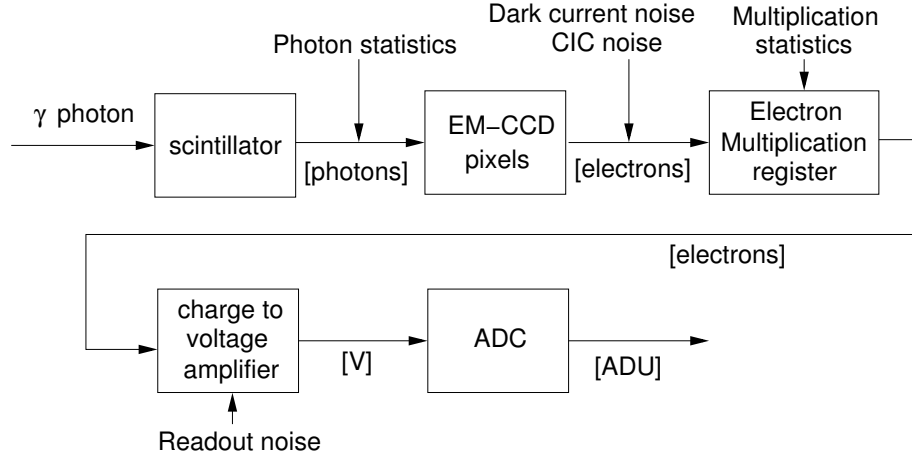 Dark current noise
CIC noise
Multiplication
statistics
Photon statistics
γ photon
scintillator
[photons]
EM−CCD
pixels
[electrons]
Electron
Multiplication
register
[electrons]
charge to
voltage
amplifier
[V]
ADC
[ADU]
Readout noise